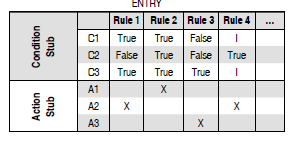 ENTRY
Rule 1 Rule 2 Rule 3 Rule 4 ...
Condition Stub
C1 True True False I
C2 False True False True
C3 True True True I
Action Stub
A1 X
A2 X X
A3 X